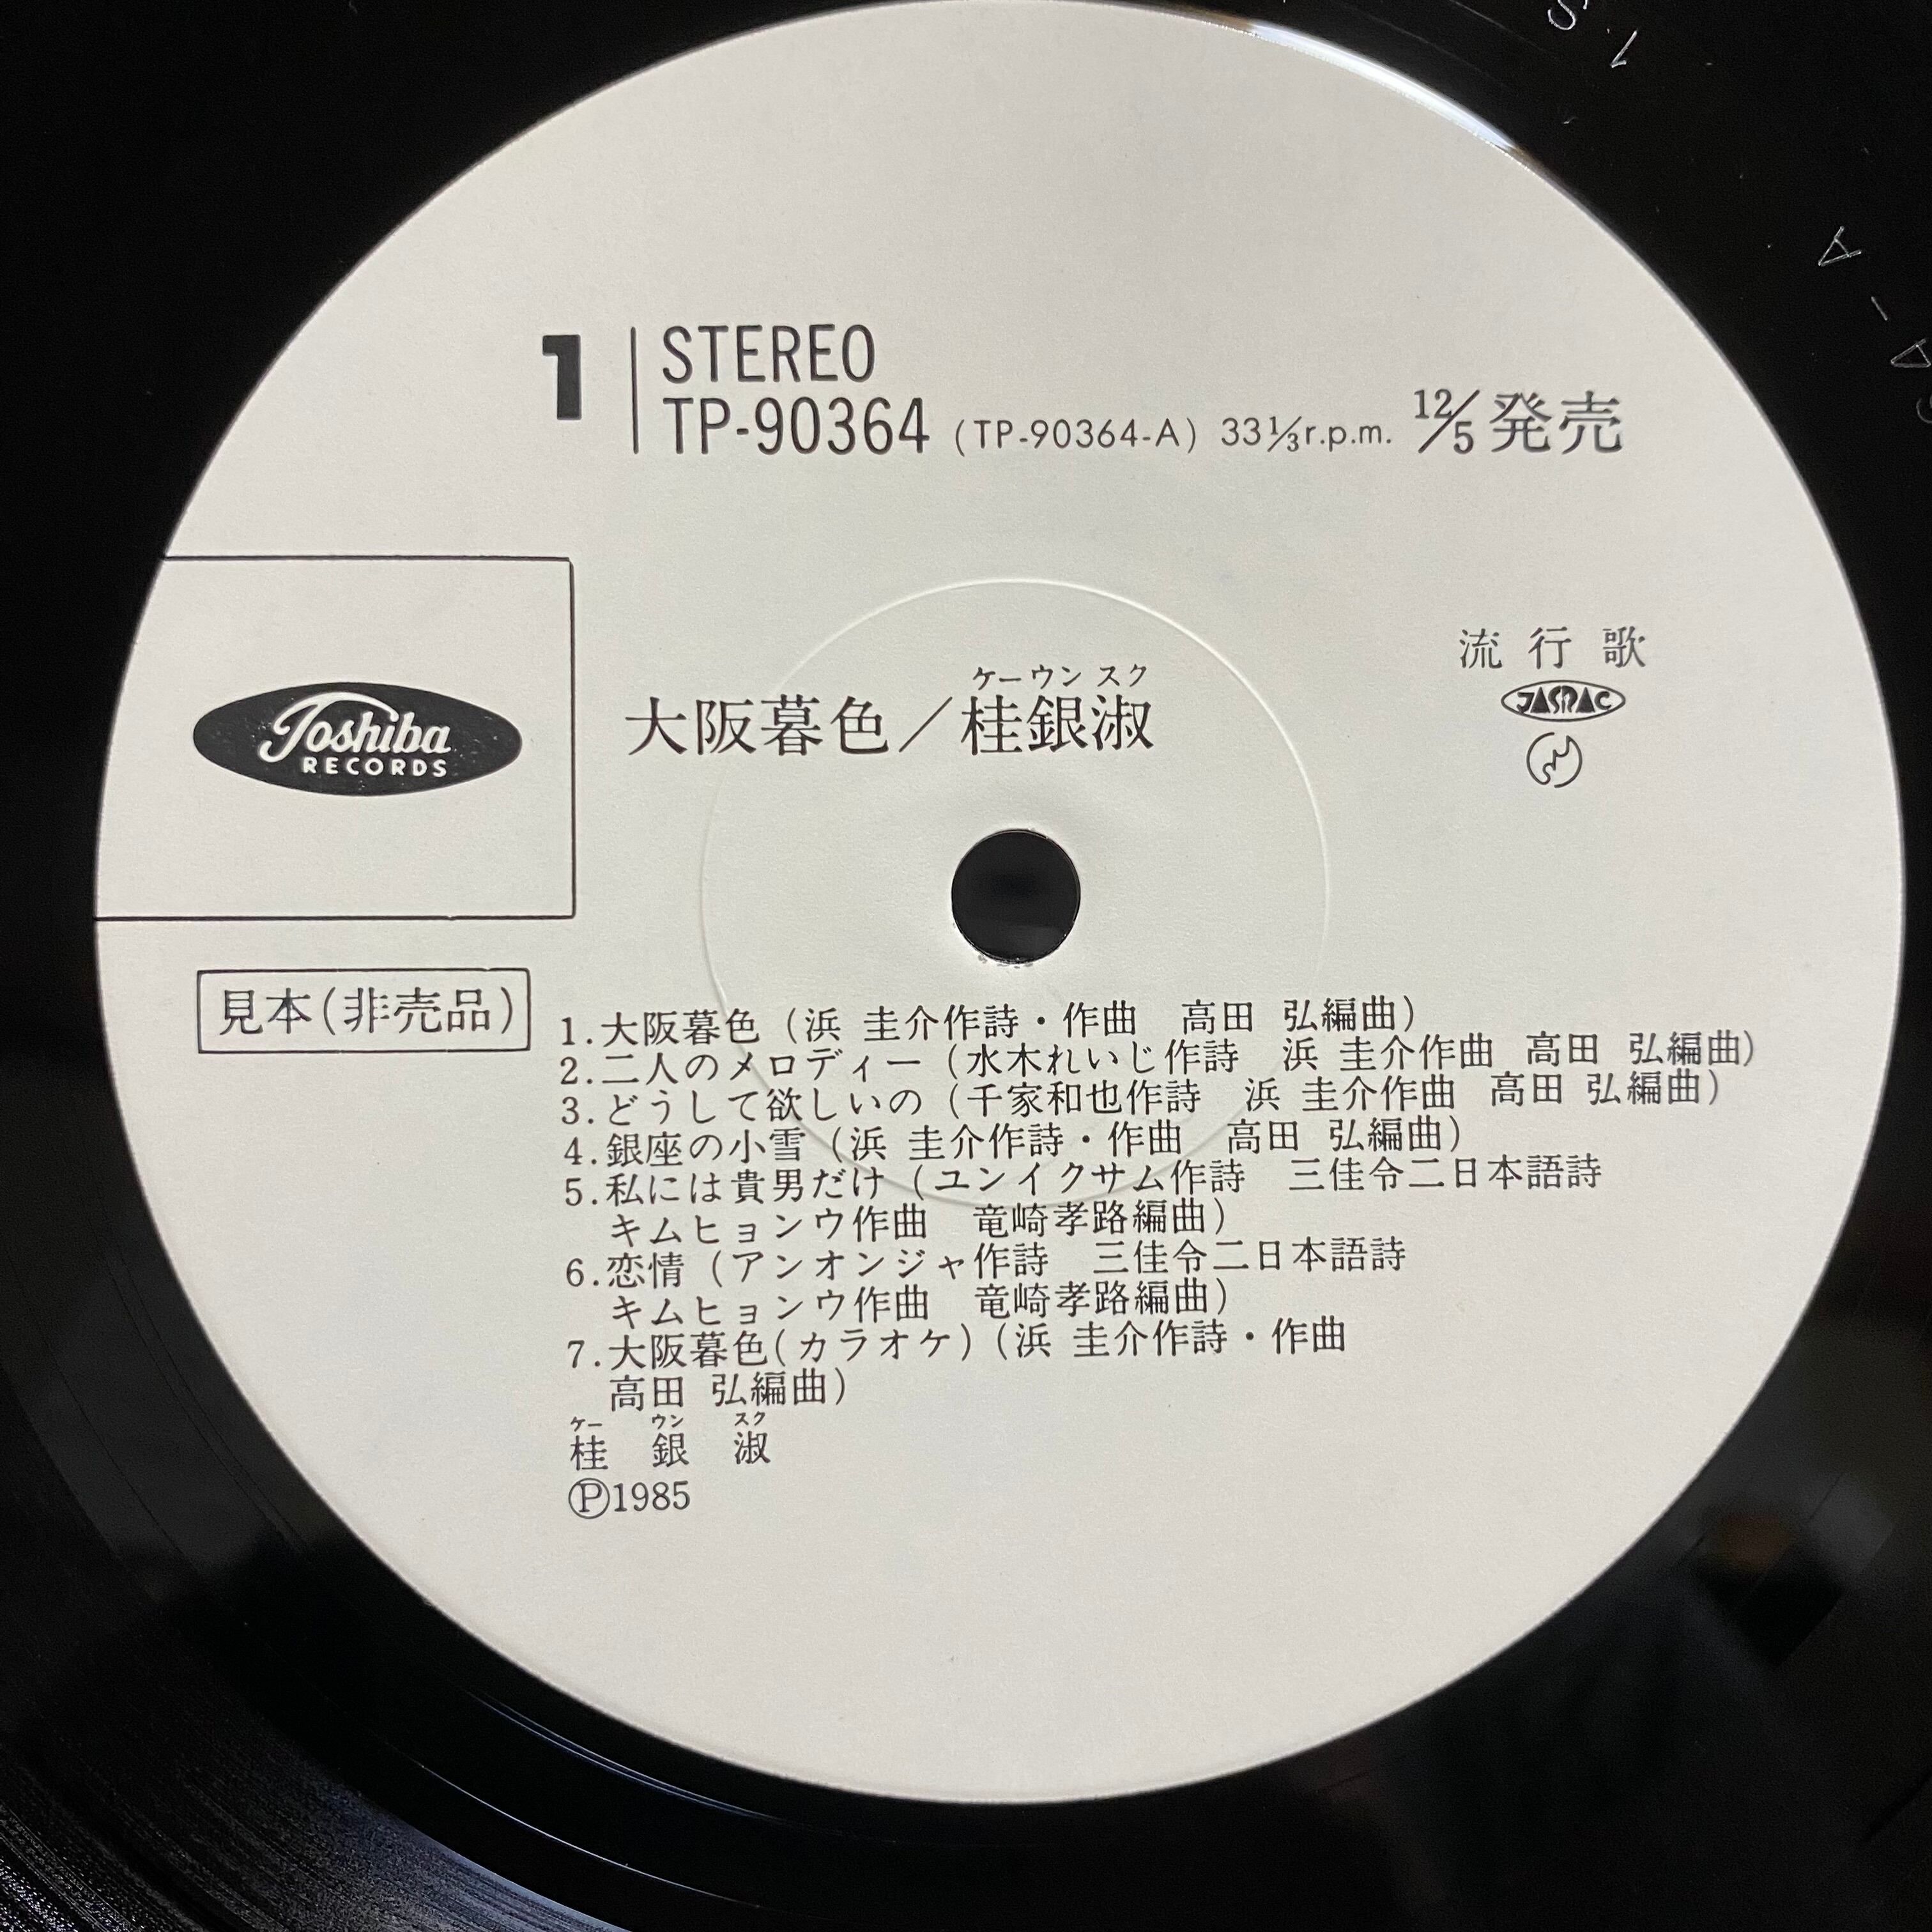 1
STEREO
TP-90364 (TP-90364-A) 33⅓r.p.m. 12/5発売
流行歌
JASRAC
Toshiba
RECORDS
ケーウンスク
大阪暮色／桂銀淑
見本(非売品)
1.大阪暮色（浜 圭介作詩・作曲 高田 弘編曲）
2.二人のメロディー（水木れいじ作詩 浜 圭介作曲 高田 弘編曲）
3.どうして欲しいの（千家和也作詩 浜 圭介作曲 高田 弘編曲）
4.銀座の小雪（浜 圭介作詩・作曲 高田 弘編曲）
5.私には貴男だけ（ユンイクサム作詩 三佳令二日本語詩
キムヒョンウ作曲 竜崎孝路編曲）
6.恋情（アンオンジャ作詩 三佳令二日本語詩
キムヒョンウ作曲 竜崎孝路編曲）
7.大阪暮色(カラオケ)（浜 圭介作詩・作曲
高田 弘編曲）
ケー ウン スク
桂 銀 淑
Ⓟ1985